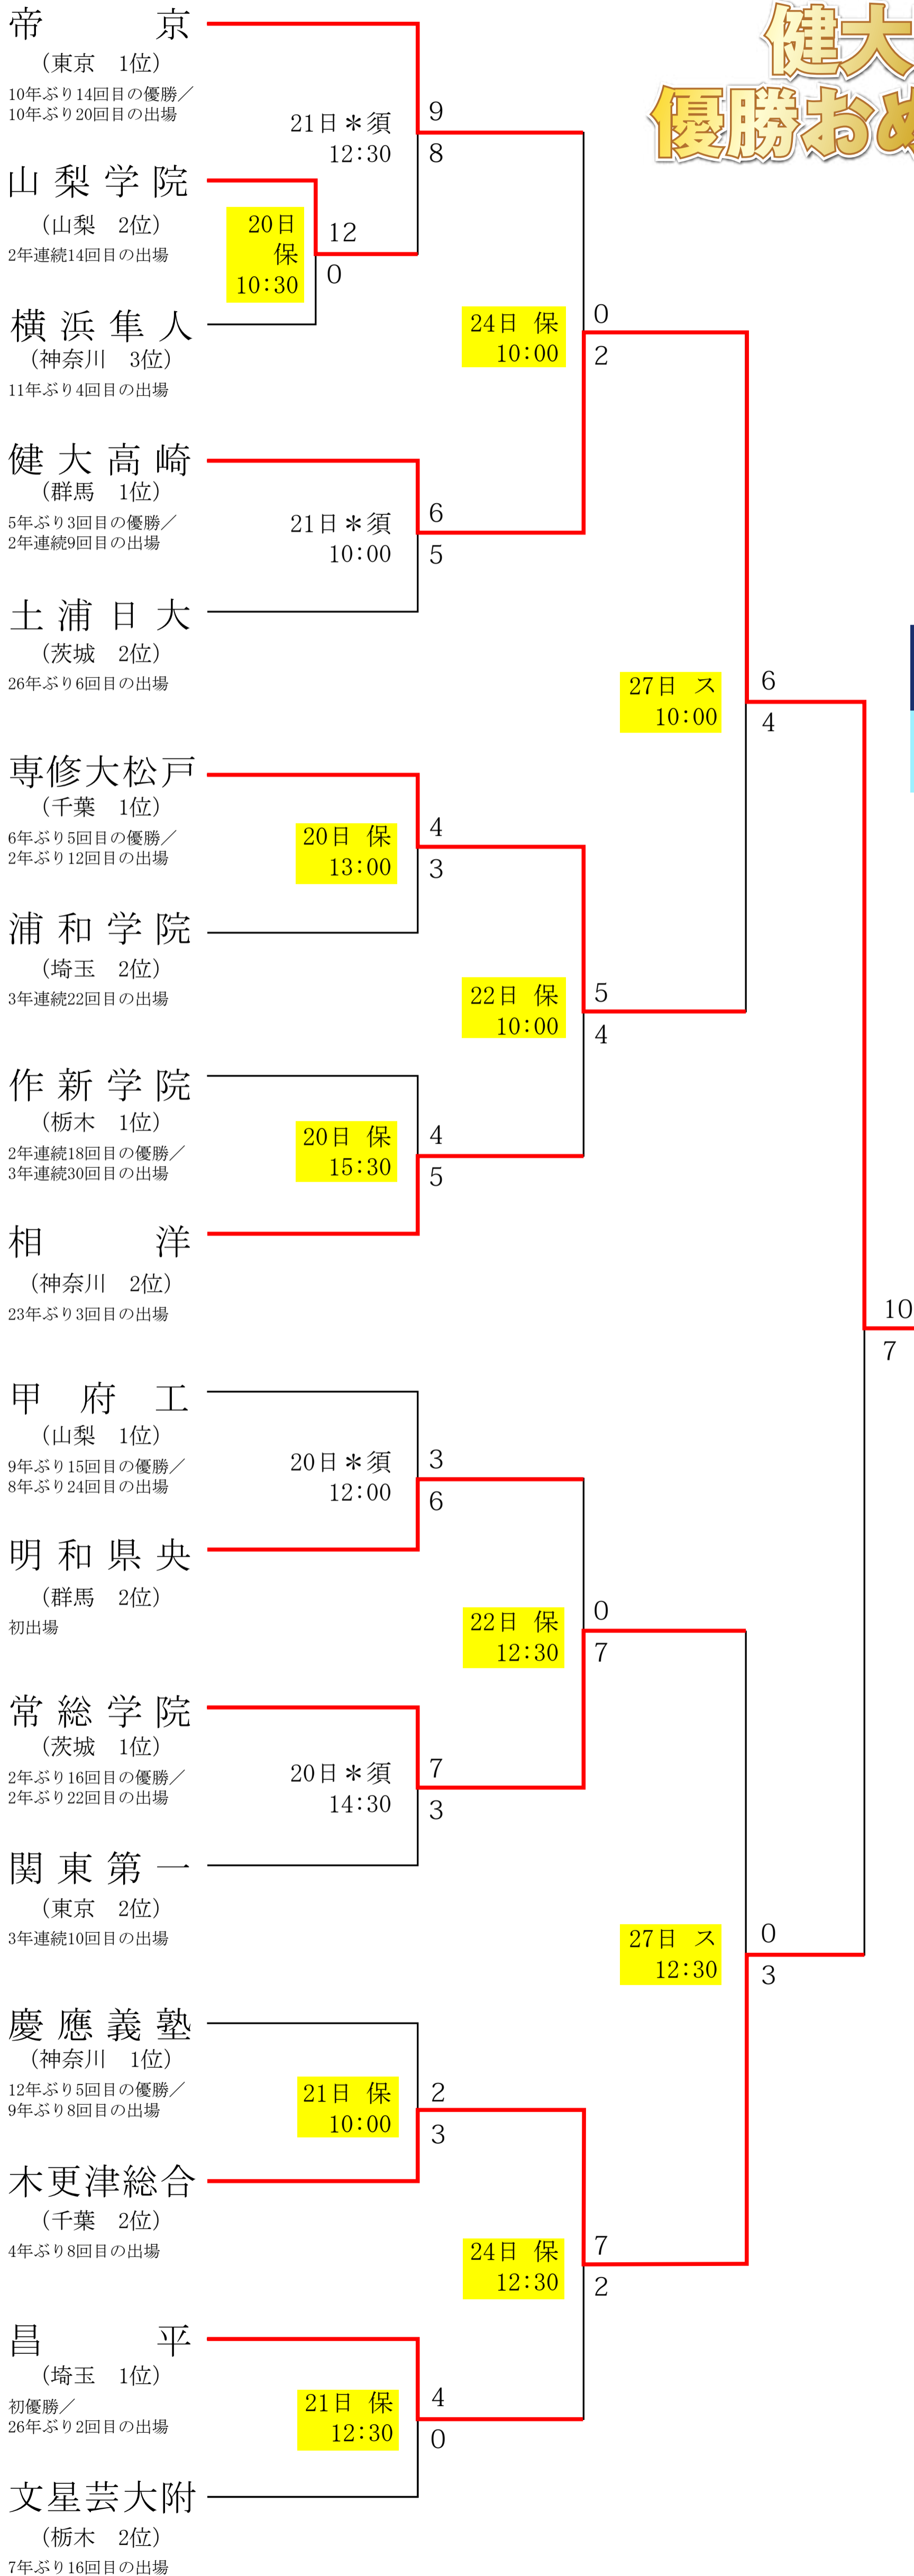 健大
優勝おめ
帝京
（東京　1位）
10年ぶり14回目の優勝／
10年ぶり20回目の出場
21日＊須
12:30
9
8
山梨学院
（山梨　2位）
2年連続14回目の出場
20日
保
10:30
12
0
横浜隼人
（神奈川　3位）
11年ぶり4回目の出場
24日 保
10:00
0
2
健大高崎
（群馬　1位）
5年ぶり3回目の優勝／
2年連続9回目の出場
21日＊須
10:00
6
5
土浦日大
（茨城　2位）
26年ぶり6回目の出場
27日 ス
10:00
6
4
専修大松戸
（千葉　1位）
6年ぶり5回目の優勝／
2年ぶり12回目の出場
20日 保
13:00
4
3
浦和学院
（埼玉　2位）
3年連続22回目の出場
22日 保
10:00
5
4
作新学院
（栃木　1位）
2年連続18回目の優勝／
3年連続30回目の出場
20日 保
15:30
4
5
相洋
（神奈川　2位）
23年ぶり3回目の出場
10
7
甲府工
（山梨　1位）
9年ぶり15回目の優勝／
8年ぶり24回目の出場
20日＊須
12:00
3
6
明和県央
（群馬　2位）
初出場
22日 保
12:30
0
7
常総学院
（茨城　1位）
2年ぶり16回目の優勝／
2年ぶり22回目の出場
20日＊須
14:30
7
3
関東第一
（東京　2位）
3年連続10回目の出場
27日 ス
12:30
0
3
慶應義塾
（神奈川　1位）
12年ぶり5回目の優勝／
9年ぶり8回目の出場
21日 保
10:00
2
3
木更津総合
（千葉　2位）
4年ぶり8回目の出場
24日 保
12:30
7
2
昌平
（埼玉　1位）
初優勝／
26年ぶり2回目の出場
21日 保
12:30
4
0
文星芸大附
（栃木　2位）
7年ぶり16回目の出場